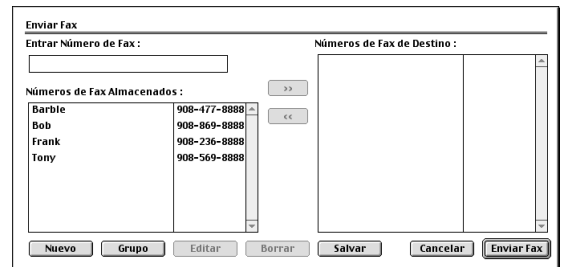 Enviar Fax
Entrar Número de Fax :
Números de Fax de Destino :
>>
<<
Números de Fax Almacenados :
Barbie 908-477-8888
Bob 908-869-8888
Frank 908-236-8888
Tony 908-569-8888
Nuevo Grupo Editar Borrar Salvar Cancelar Enviar Fax